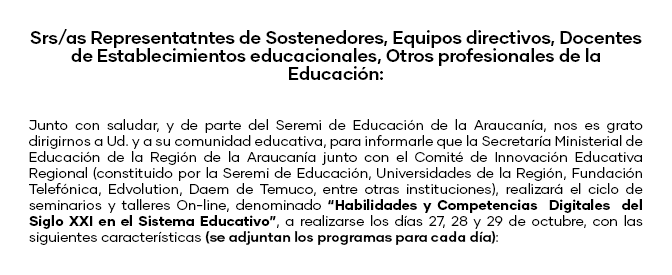 Srs/as Representatntes de Sostenedores, Equipos directivos, Docentes
de Establecimientos educacionales, Otros profesionales de la
Educación:
Junto con saludar, y de parte del Seremi de Educación de la Araucanía, nos es grato
dirigirnos a Ud. y a su comunidad educativa, para informarle que la Secretaría Ministerial de
Educación de la Región de la Araucanía junto con el Comité de Innovación Educativa
Regional (constituido por la Seremi de Educación, Universidades de la Región, Fundación
Telefónica, Edvolution, Daem de Temuco, entre otras instituciones), realizará el ciclo de
seminarios y talleres On-line, denominado “Habilidades y Competencias Digitales del
Siglo XXI en el Sistema Educativo”, a realizarse los días 27, 28 y 29 de octubre, con las
siguientes características (se adjuntan los programas para cada día):